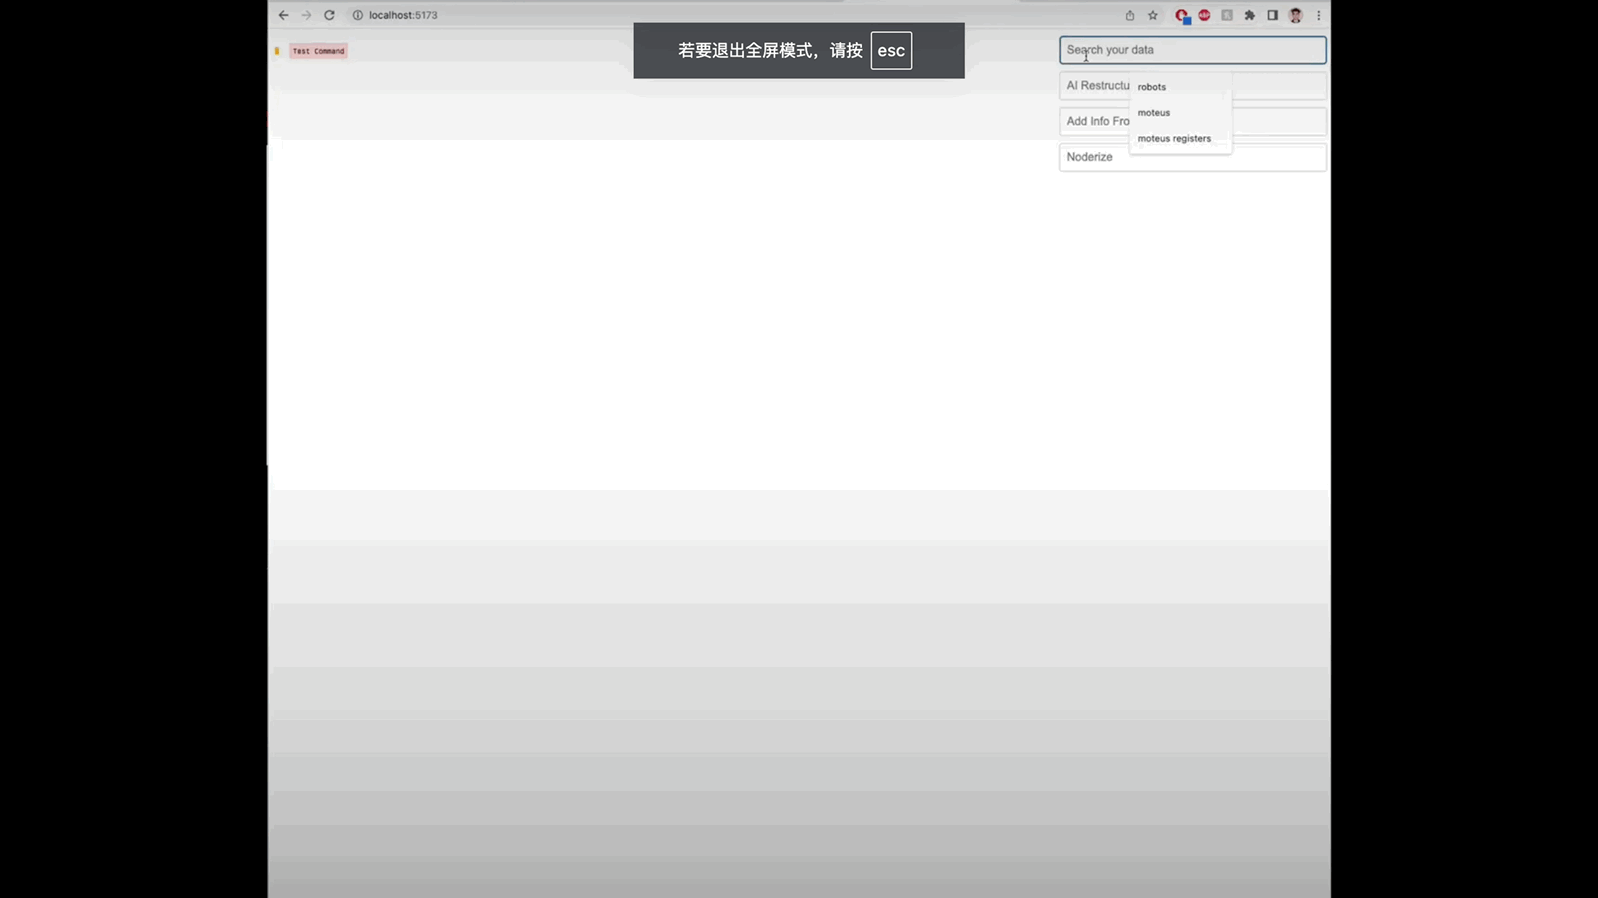 localhost:5173
Test Command
若要退出全屏模式，请按 esc
Search your data
AI Restructu
robots
moteus
Add Info Fro
moteus registers
Noderize